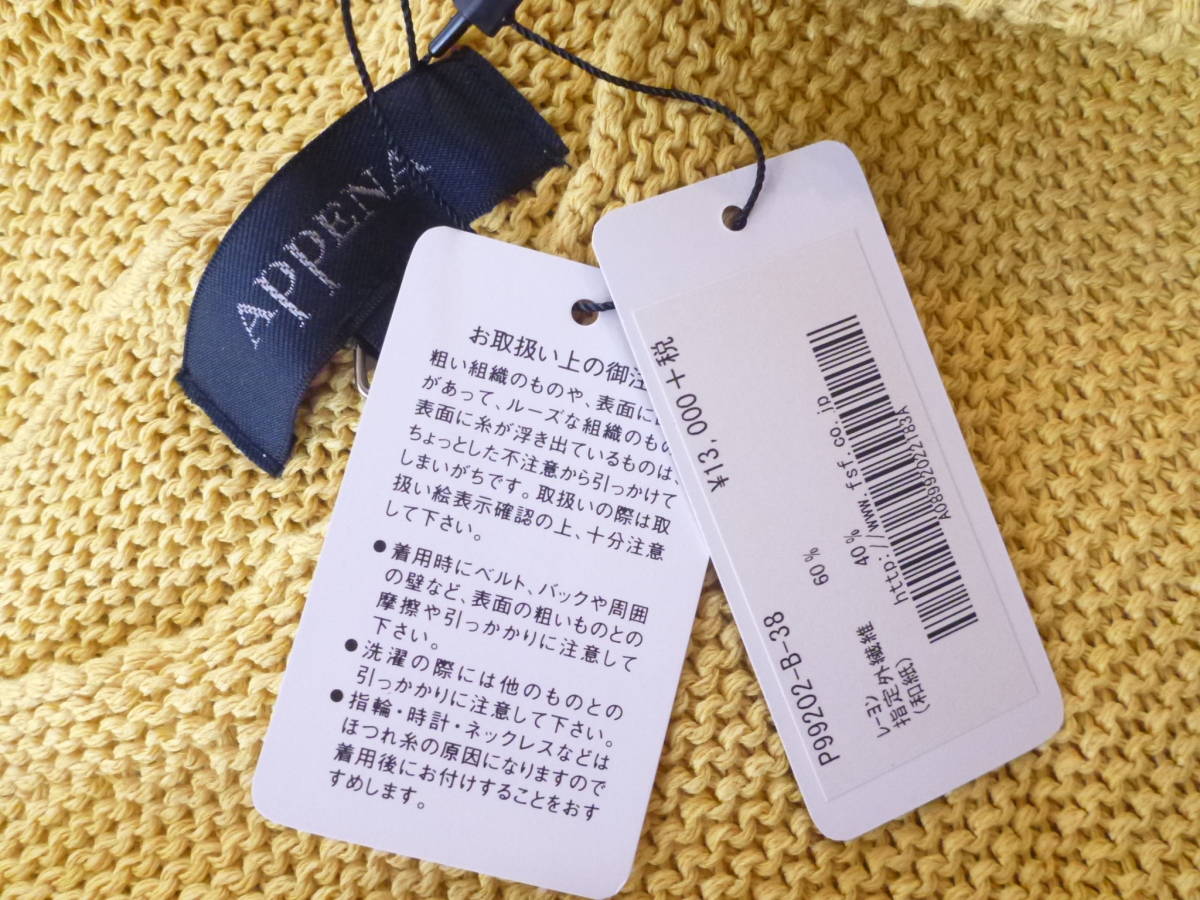 APPENA
お取扱い上の御注
粗い組織のものや、表面に
があって、ルーズな組織のもの
表面に糸が浮き出ているものは、
ちょっとした不注意から引っかけて
しまいがちです。取扱いの際は取
扱い絵表示確認の上、十分注意
して下さい。
● 着用時にベルト、バックや周囲
の壁など、表面の粗いものとの
摩擦や引っかかりに注意して
下さい。
● 洗濯の際には他のものとの
引っかかりに注意して下さい。
● 指輪・時計・ネックレスなどは
ほつれ糸の原因になりますので
着用後にお付けすることをおす
すめします。
¥13,000+税
P99202-B-38
レーヨン 60%
指定外繊維 40%
(和紙)
http://www.fsf.co.jp